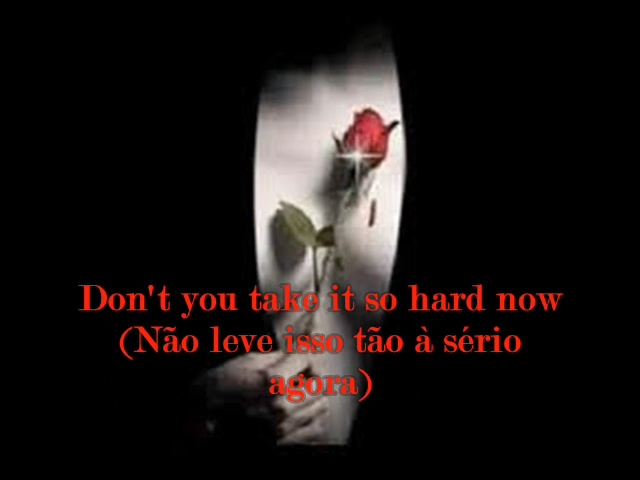 Don't you take it so hard now
(Não leve isso tão à sério
agora)